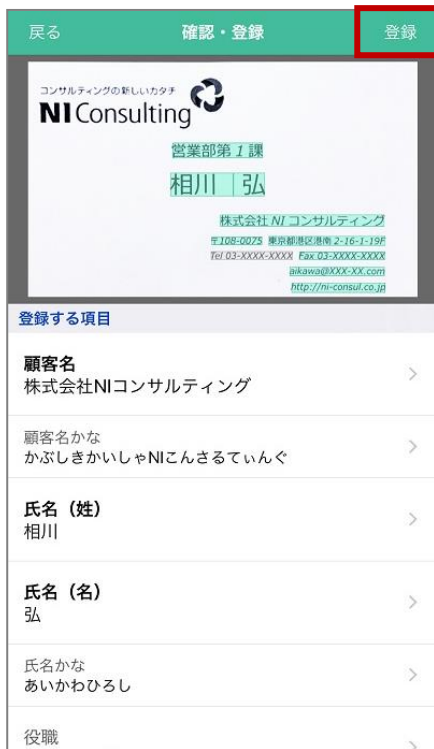 戻る 確認・登録 登録
コンサルティングの新しいカタチ
NI Consulting
営業部第1課
相川 弘
株式会社 NI コンサルティング
〒108-0075 東京都港区港南 2-16-1-19F
Tel 03-XXXX-XXXX Fax 03-XXXX-XXXX
aikawa@XXX-XX.com
http://ni-consul.co.jp
登録する項目
顧客名
株式会社NIコンサルティング
顧客名かな
かぶしきかいしゃNIこんさるてぃんぐ
氏名（姓）
相川
氏名（名）
弘
氏名かな
あいかわひろし
役職